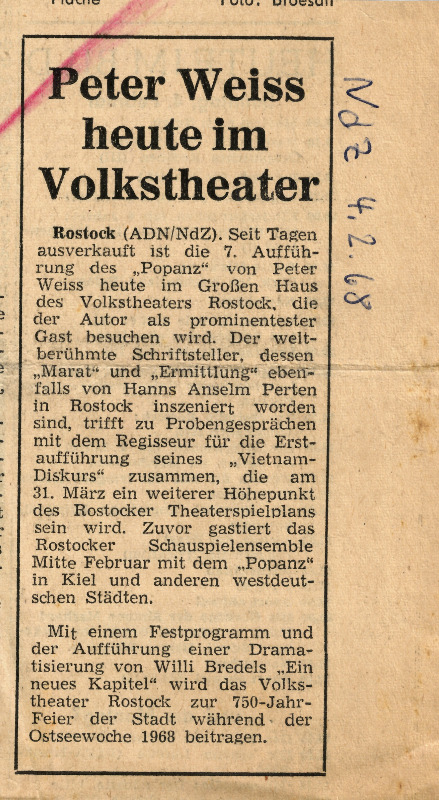 Plache Foto: Broesan
Peter Weiss
heute im
Volkstheater
Rostock (ADN/NdZ). Seit Tagen
ausverkauft ist die 7. Auffüh-
rung des „Popanz“ von Peter
Weiss heute im Großen Haus
des Volkstheaters Rostock, die
der Autor als prominentester
Gast besuchen wird. Der welt-
berühmte Schriftsteller, dessen
„Marat“ und „Ermittlung“ eben-
falls von Hanns Anselm Perten
in Rostock inszeniert worden
sind, trifft zu Probengesprächen
mit dem Regisseur für die Erst-
aufführung seines „Vietnam-
Diskurs“ zusammen, die am
31. März ein weiterer Höhepunkt
des Rostocker Theaterspielplans
sein wird. Zuvor gastiert das
Rostocker Schauspielensemble
Mitte Februar mit dem „Popanz“
in Kiel und anderen westdeut-
schen Städten.
Mit einem Festprogramm und
der Aufführung einer Drama-
tisierung von Willi Bredels „Ein
neues Kapitel“ wird das Volks-
theater Rostock zur 750-Jahr-
Feier der Stadt während der
Ostseewoche 1968 beitragen.
NdZ 4.2.68